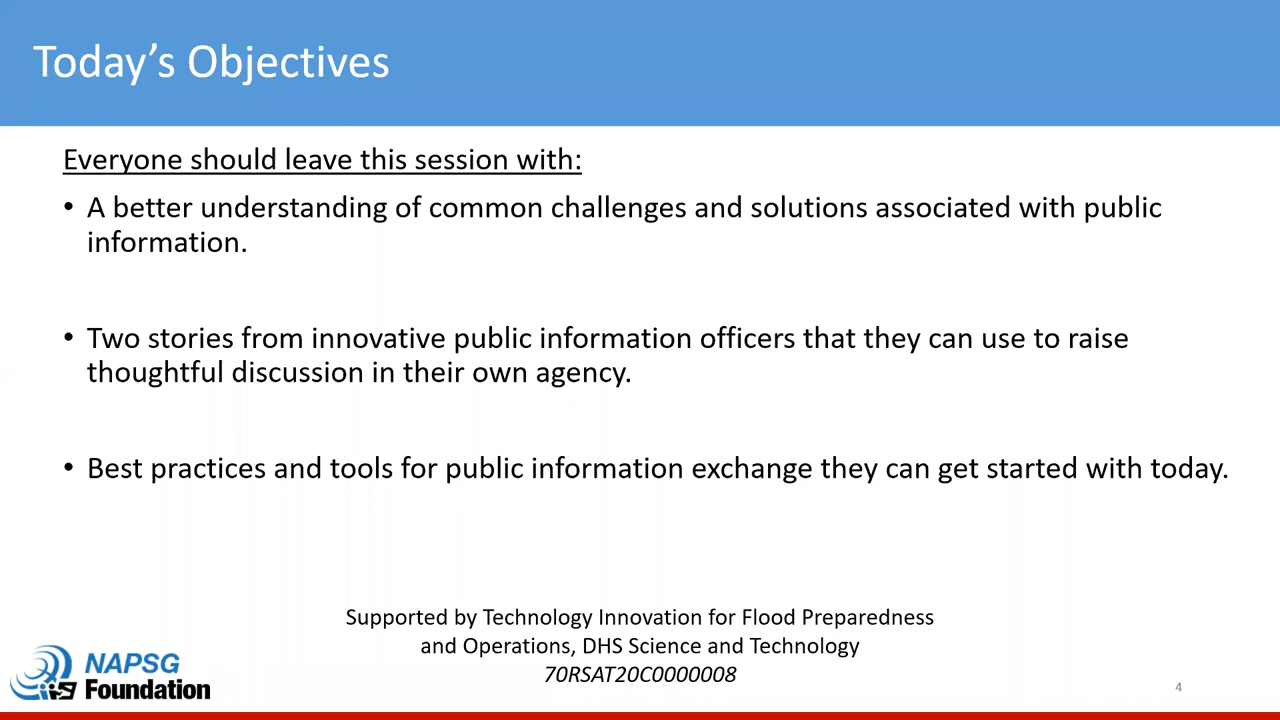 Today’s Objectives
Everyone should leave this session with:
• A better understanding of common challenges and solutions associated with public
information.
• Two stories from innovative public information officers that they can use to raise
thoughtful discussion in their own agency.
• Best practices and tools for public information exchange they can get started with today.
Supported by Technology Innovation for Flood Preparedness
and Operations, DHS Science and Technology
70RSAT20C0000008
NAPSG
Foundation
4